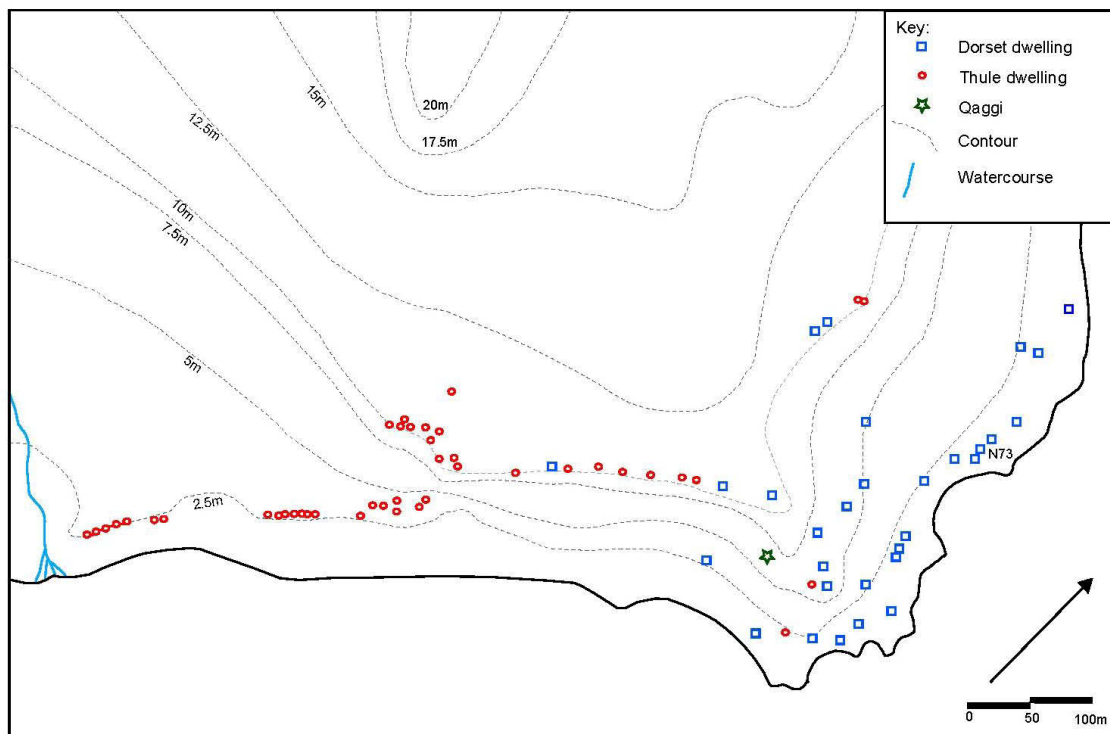 Key:
Dorset dwelling
Thule dwelling
Qaggi
Contour
Watercourse
20m
17.5m
15m
12.5m
10m
7.5m
5m
2.5m
N73
0 50 100m